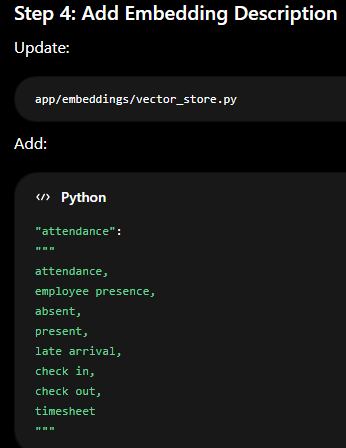 Step 4: Add Embedding Description
Update:
app/embeddings/vector_store.py
Add:
Python
"attendance":
"""
attendance,
employee presence,
absent,
present,
late arrival,
check in,
check out,
timesheet
"""